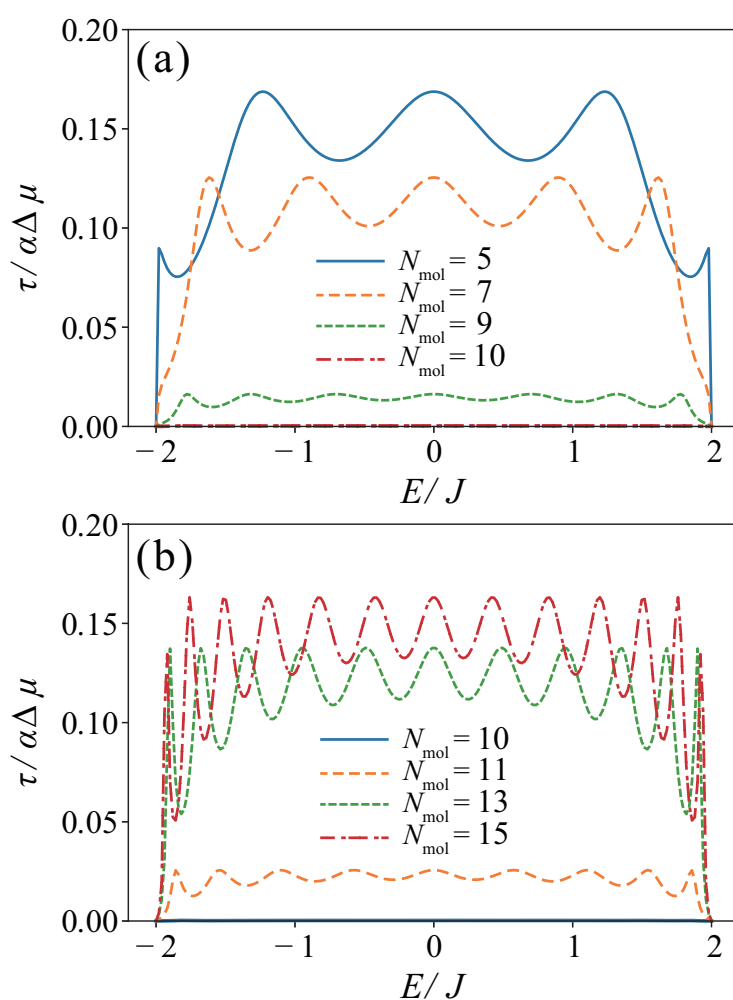 (a)
0.20
0.15
0.10
0.05
0.00
τ / αΔ μ
N_mol = 5
N_mol = 7
N_mol = 9
N_mol = 10
−2 −1 0 1 2
E / J
(b)
0.20
0.15
0.10
0.05
0.00
τ / αΔ μ
N_mol = 10
N_mol = 11
N_mol = 13
N_mol = 15
−2 −1 0 1 2
E / J